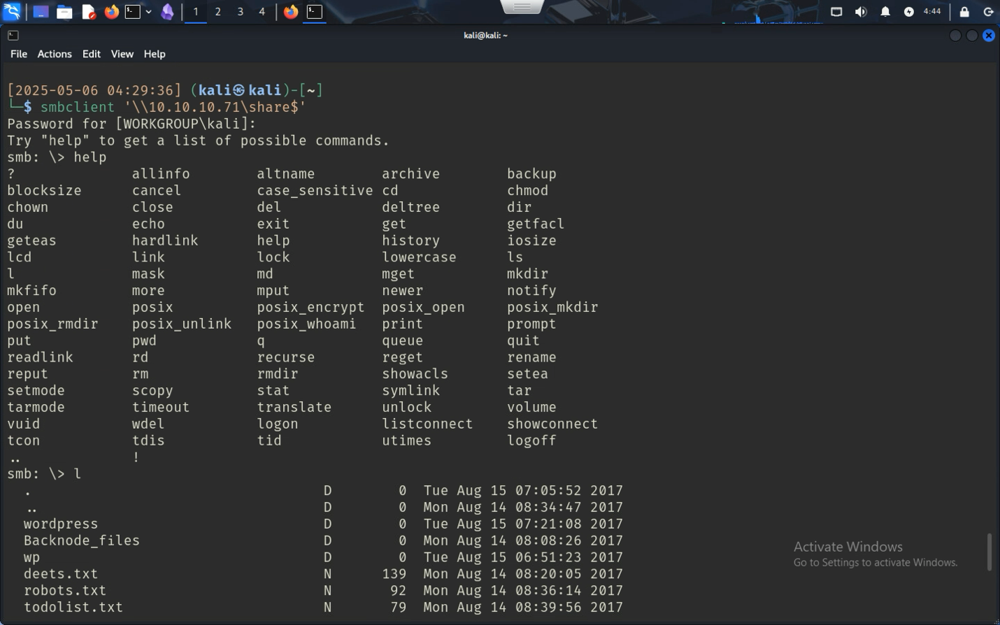 1 2 3 4 4:44
kali@kali: ~
File Actions Edit View Help
[2025-05-06 04:29:36] (kali㉿kali)-[~]
└─$ smbclient '\\10.10.10.71\share$'
Password for [WORKGROUP\kali]:
Try "help" to get a list of possible commands.
smb: \> help
? allinfo altname archive backup
blocksize cancel case_sensitive cd chmod
chown close del deltree dir
du echo exit get getfacl
geteas hardlink help history iosize
lcd link lock lowercase ls
l mask md mget mkdir
mkfifo more mput newer notify
open posix posix_encrypt posix_open posix_mkdir
posix_rmdir posix_unlink posix_whoami print prompt
put pwd q queue quit
readlink rd recurse reget rename
reput rm rmdir showacls setea
setmode scopy stat symlink tar
tarmode timeout translate unlock volume
vuid wdel logon listconnect showconnect
tcon tdis tid utimes logoff
.. !
smb: \> l
. D 0 Tue Aug 15 07:05:52 2017
.. D 0 Mon Aug 14 08:34:47 2017
wordpress D 0 Tue Aug 15 07:21:08 2017
Backnode_files D 0 Mon Aug 14 08:08:26 2017
wp D 0 Tue Aug 15 06:51:23 2017
deets.txt N 139 Mon Aug 14 08:20:05 2017
robots.txt N 92 Mon Aug 14 08:36:14 2017
todolist.txt N 79 Mon Aug 14 08:39:56 2017
Activate Windows
Go to Settings to activate Windows.